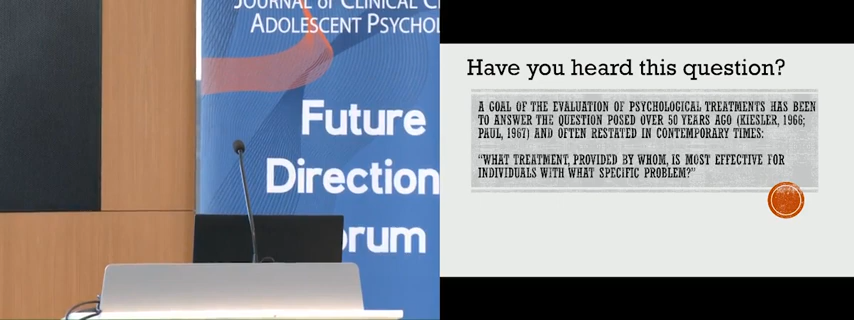 JOURNAL OF CLINICAL
ADOLESCENT
Future
Direction
orum
Have you heard this question?
A GOAL OF THE EVALUATION OF PSYCHOLOGICAL TREATMENTS HAS BEEN
TO ANSWER THE QUESTION POSED OVER 50 YEARS AGO (KIESLER, 1966;
PAUL, 1967) AND OFTEN RESTATED IN CONTEMPORARY TIMES:
“WHAT TREATMENT, PROVIDED BY WHOM, IS MOST EFFECTIVE FOR
INDIVIDUALS WITH WHAT SPECIFIC PROBLEM?”